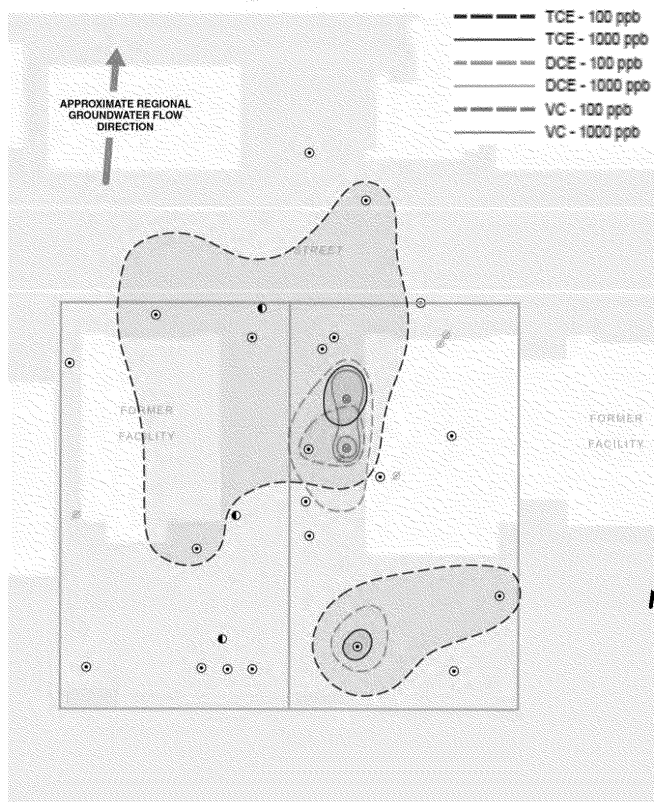 TCE - 100 ppb
TCE - 1000 ppb
DCE - 100 ppb
DCE - 1000 ppb
VC - 100 ppb
VC - 1000 ppb
APPROXIMATE REGIONAL
GROUNDWATER FLOW
DIRECTION
STREET
FORMER
FACILITY
FORMER
FACILITY